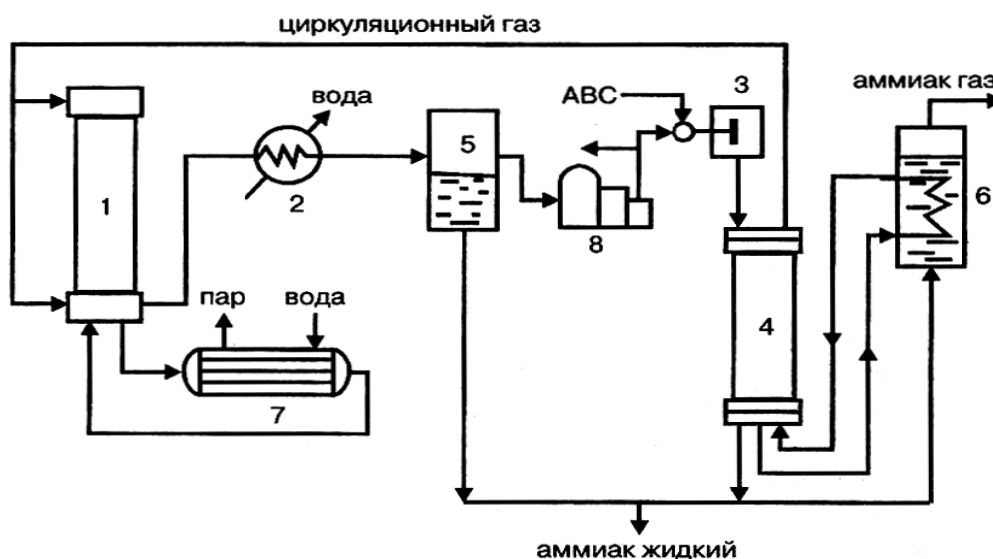 циркуляционный газ
вода
АВС
3
аммиак газ
5
1
2
6
8
пар
вода
4
7
аммиак жидкий